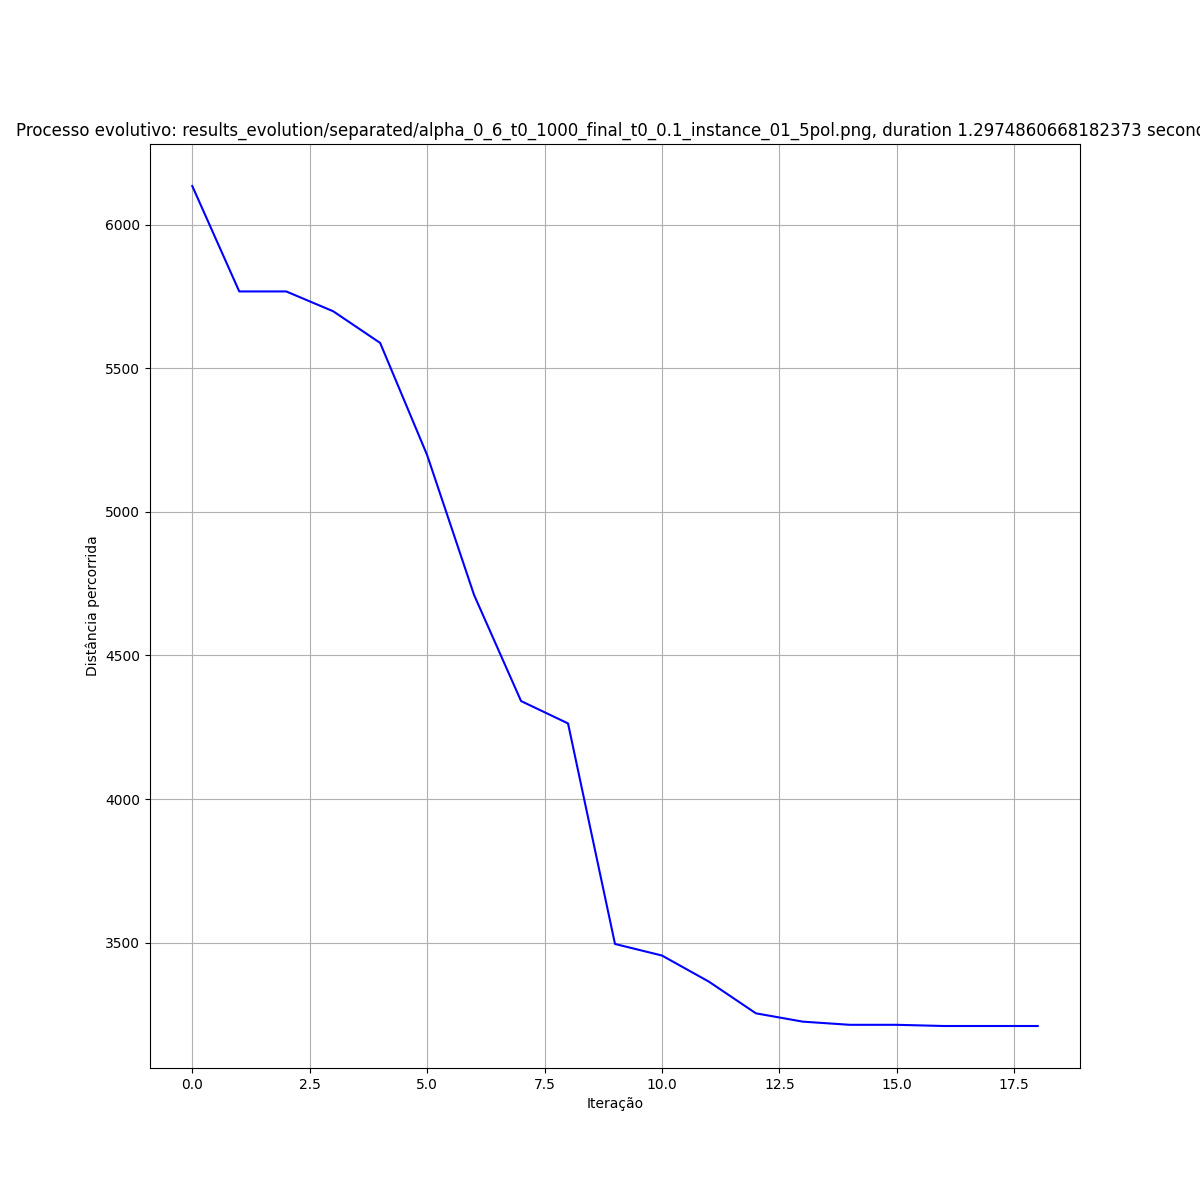 Processo evolutivo: results_evolution/separated/alpha_0_6_t0_1000_final_t0_0.1_instance_01_5pol.png, duration 1.2974860668182373 secon
6000
5500
5000
4500
4000
3500
Distância percorrida
0.0 2.5 5.0 7.5 10.0 12.5 15.0 17.5
Iteração